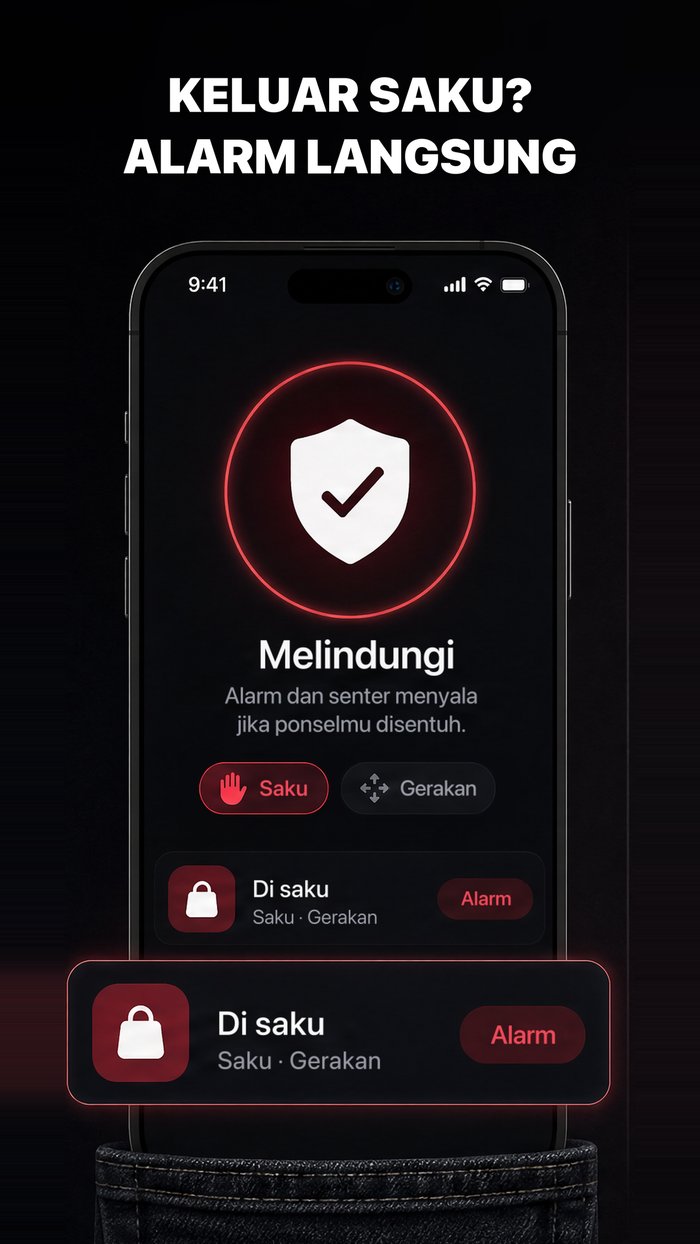 KELUAR SAKU?
ALARM LANGSUNG
9:41
Melindungi
Alarm dan senter menyala
jika ponselmu disentuh.
Saku
Gerakan
Di saku
Saku · Gerakan
Alarm
Di saku
Saku · Gerakan
Alarm